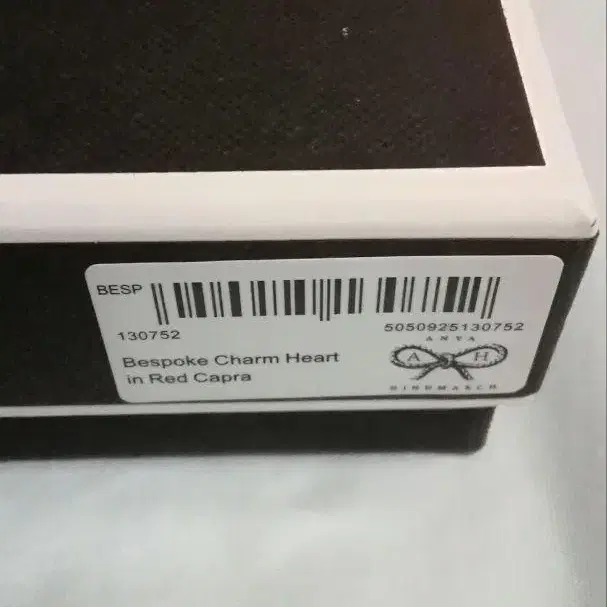 BESP
130752
5050925130752
Bespoke Charm Heart
in Red Capra
ANYA
A H
HINDMARCH